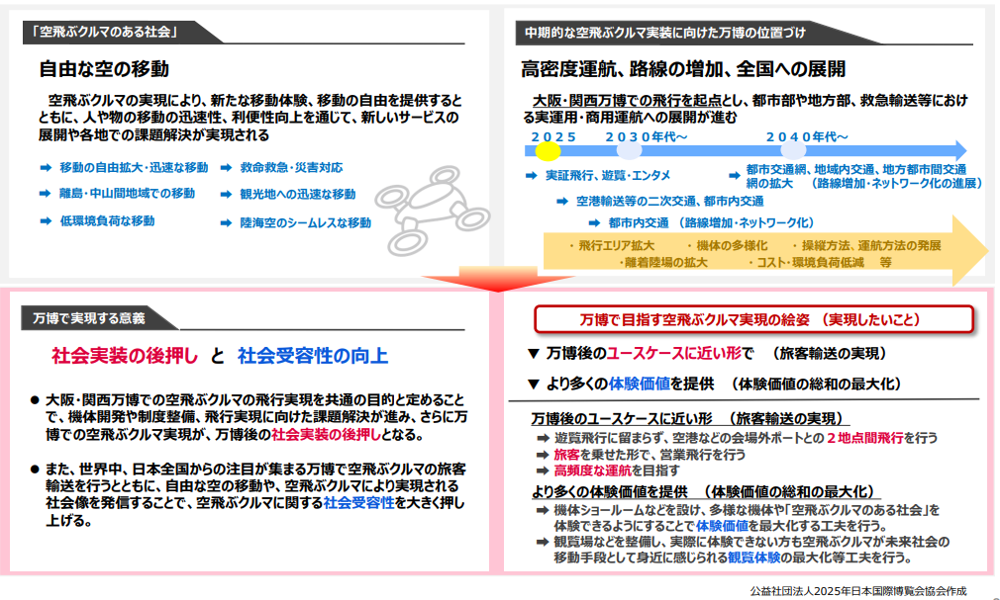 「空飛ぶクルマのある社会」
自由な空の移動
空飛ぶクルマの実現により、新たな移動体験、移動の自由を提供すると
ともに、人や物の移動の迅速性、利便性向上を通じて、新しいサービスの
展開や各地での課題解決が実現される
➡ 移動の自由拡大・迅速な移動
➡ 救命救急・災害対応
➡ 離島・中山間地域での移動
➡ 観光地への迅速な移動
➡ 低環境負荷な移動
➡ 陸海空のシームレスな移動
中期的な空飛ぶクルマ実装に向けた万博の位置づけ
高密度運航、路線の増加、全国への展開
大阪・関西万博での飛行を起点とし、都市部や地方部、救急輸送等におけ
る実運用・商用運航への展開が進む
2025 2030年代～ 2040年代～
➡ 実証飛行、遊覧・エンタメ
➡ 都市交通網、地域内交通、地方都市間交通
網の拡大 （路線増加・ネットワーク化の進展）
➡ 空港輸送等の二次交通、都市内交通
➡ 都市内交通 （路線増加・ネットワーク化）
・飛行エリア拡大 ・機体の多様化 ・操縦方法、運航方法の発展
・離着陸場の拡大 ・コスト・環境負荷低減 等
万博で実現する意義
社会実装の後押し と 社会受容性の向上
● 大阪・関西万博での空飛ぶクルマの飛行実現を共通の目的と定めること
で、機体開発や制度整備、飛行実現に向けた課題解決が進み、さらに万
博での空飛ぶクルマ実現が、万博後の社会実装の後押しとなる。
● また、世界中、日本全国からの注目が集まる万博で空飛ぶクルマの旅客
輸送を行うとともに、自由な空の移動や、空飛ぶクルマにより実現される
社会像を発信することで、空飛ぶクルマに関する社会受容性を大きく押し
上げる。
万博で目指す空飛ぶクルマ実現の絵姿 （実現したいこと）
▼ 万博後のユースケースに近い形で （旅客輸送の実現）
▼ より多くの体験価値を提供 （体験価値の総和の最大化）
万博後のユースケースに近い形 （旅客輸送の実現）
➡ 遊覧飛行に留まらず、空港などの会場外ポートとの２地点間飛行を行う
➡ 旅客を乗せた形で、営業飛行を行う
➡ 高頻度な運航を目指す
より多くの体験価値を提供 （体験価値の総和の最大化）
➡ 機体ショールームなどを設け、多様な機体や「空飛ぶクルマのある社会」を
体験できるようにすることで体験価値を最大化する工夫を行う。
➡ 観覧場などを整備し、実際に体験できない方も空飛ぶクルマが未来社会の
移動手段として身近に感じられる観覧体験の最大化等工夫を行う。
公益社団法人2025年日本国際博覧会協会作成